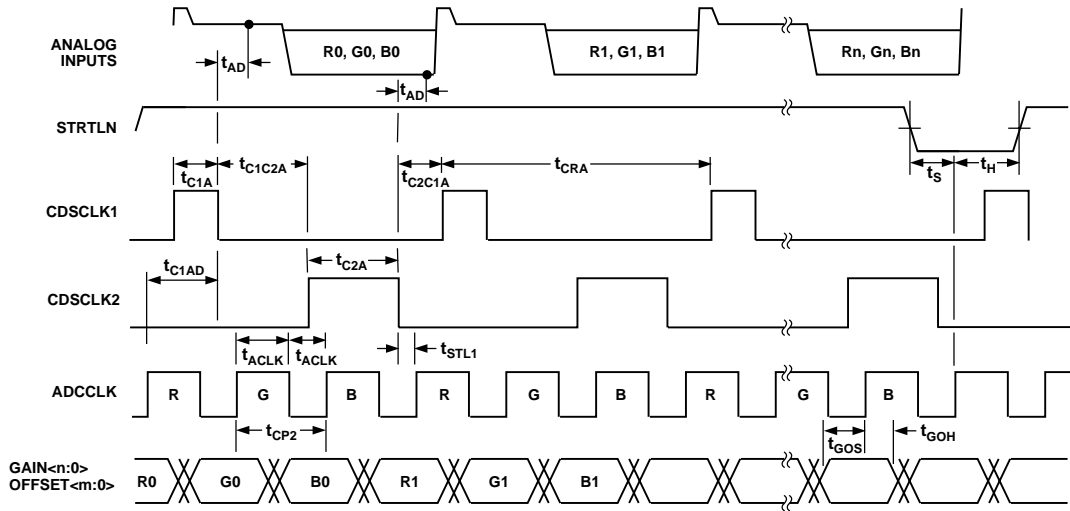 ANALOG
INPUTS
R0, G0, B0
R1, G1, B1
Rn, Gn, Bn
tAD
tAD
STRTLN
tC1A
tC1C2A
tC2C1A
tCRA
tS
tH
CDSCLK1
tC1AD
tC2A
CDSCLK2
tACLK
tACLK
tSTL1
ADCCLK
R
G
B
R
G
B
R
G
B
tCP2
tGOS
tGOH
GAIN<n:0>
OFFSET<m:0>
R0
G0
B0
R1
G1
B1